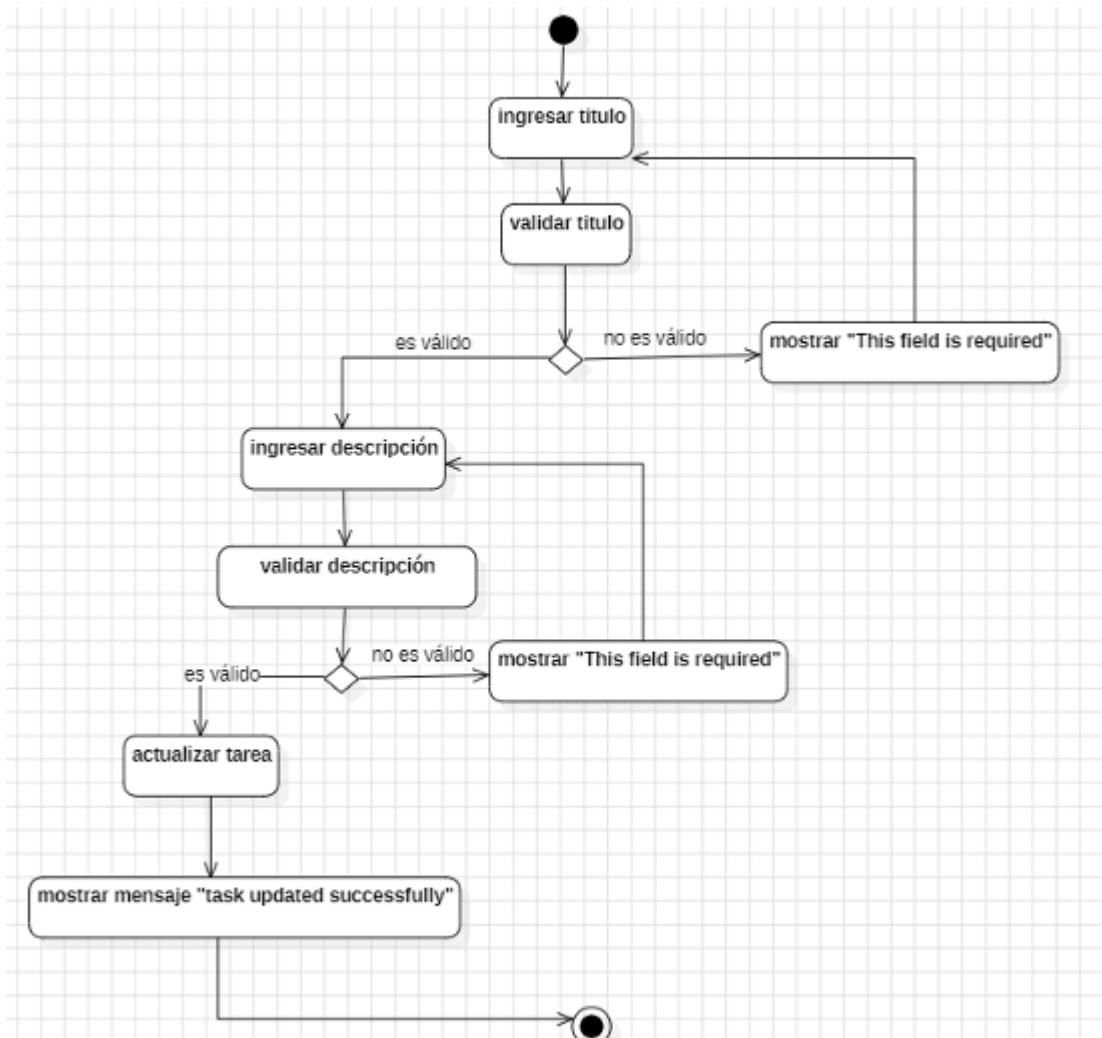 ingresar titulo
validar titulo
es válido
no es válido
mostrar "This field is required"
ingresar descripción
validar descripción
es válido
no es válido
mostrar "This field is required"
actualizar tarea
mostrar mensaje "task updated successfully"